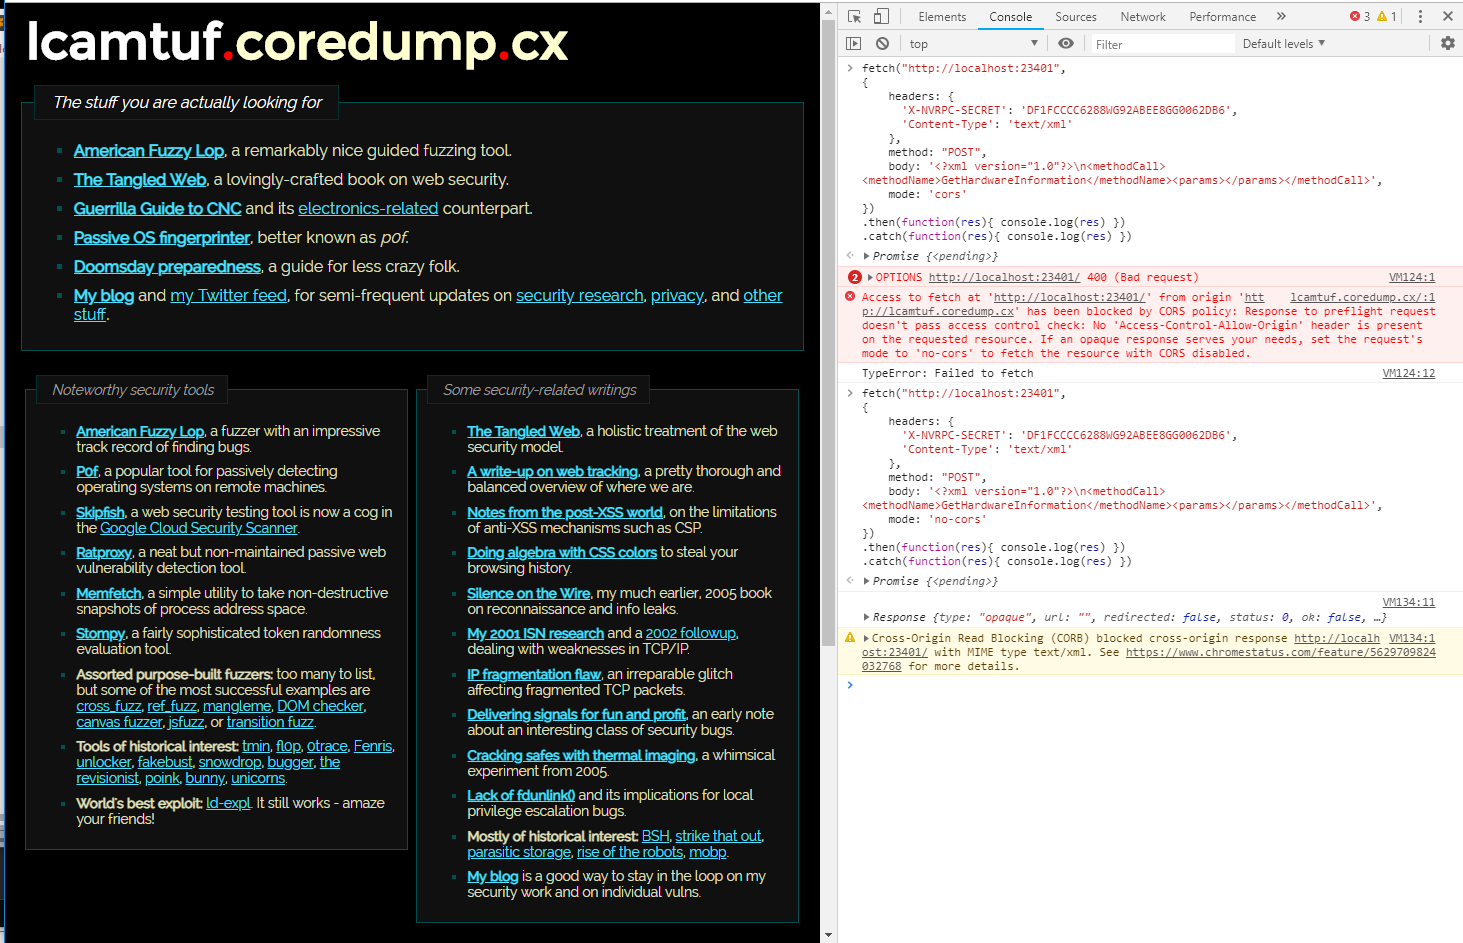 lcamtuf.coredump.cx
The stuff you are actually looking for
American Fuzzy Lop, a remarkably nice guided fuzzing tool.
The Tangled Web, a lovingly-crafted book on web security.
Guerrilla Guide to CNC and its electronics-related counterpart.
Passive OS fingerprinter, better known as p0f.
Doomsday preparedness, a guide for less crazy folk.
My blog and my Twitter feed, for semi-frequent updates on security research, privacy, and other
stuff.
Noteworthy security tools
American Fuzzy Lop, a fuzzer with an impressive
track record of finding bugs.
P0f, a popular tool for passively detecting
operating systems on remote machines.
Skipfish, a web security testing tool is now a cog in
the Google Cloud Security Scanner.
Ratproxy, a neat but non-maintained passive web
vulnerability detection tool.
Memfetch, a simple utility to take non-destructive
snapshots of process address space.
Stompy, a fairly sophisticated token randomness
evaluation tool.
Assorted purpose-built fuzzers: too many to list,
but some of the most successful examples are
cross_fuzz, ref_fuzz, mangleme, DOM checker,
canvas fuzzer, jsfuzz, or transition fuzz.
Tools of historical interest: tmin, fl0p, 0trace, Fenris,
unlocker, fakebust, snowdrop, bugger, the
revisionist, poink, bunny, unicorns.
World's best exploit: ld-expl. It still works - amaze
your friends!
Some security-related writings
The Tangled Web, a holistic treatment of the web
security model.
A write-up on web tracking, a pretty thorough and
balanced overview of where we are.
Notes from the post-XSS world, on the limitations
of anti-XSS mechanisms such as CSP.
Doing algebra with CSS colors to steal your
browsing history.
Silence on the Wire, my much earlier, 2005 book
on reconnaissance and info leaks.
My 2001 ISN research and a 2002 followup,
dealing with weaknesses in TCP/IP.
IP fragmentation flaw, an irreparable glitch
affecting fragmented TCP packets.
Delivering signals for fun and profit, an early note
about an interesting class of security bugs.
Cracking safes with thermal imaging, a whimsical
experiment from 2005.
Lack of fdunlink() and its implications for local
privilege escalation bugs.
Mostly of historical interest: BSH, strike that out,
parasitic storage, rise of the robots, mobp.
My blog is a good way to stay in the loop on my
security work and on individual vulns.
Elements Console Sources Network Performance » 3 1
top Filter Default levels
fetch("http://localhost:23401",
{
headers: {
'X-NVRPC-SECRET': 'DF1FCCCC6288WG92ABEE8GG0062DB6',
'Content-Type': 'text/xml'
},
method: "POST",
body: '<?xml version="1.0"?>\n<methodCall>
<methodName>GetHardwareInformation</methodName><params></params></methodCall>',
mode: 'cors'
})
.then(function(res){ console.log(res) })
.catch(function(res){ console.log(res) })
Promise {<pending>}
2 OPTIONS http://localhost:23401/ 400 (Bad request) VM124:1
Access to fetch at 'http://localhost:23401/' from origin 'htt lcamtuf.coredump.cx/:1
p://lcamtuf.coredump.cx' has been blocked by CORS policy: Response to preflight request
doesn't pass access control check: No 'Access-Control-Allow-Origin' header is present
on the requested resource. If an opaque response serves your needs, set the request's
mode to 'no-cors' to fetch the resource with CORS disabled.
TypeError: Failed to fetch VM124:12
fetch("http://localhost:23401",
{
headers: {
'X-NVRPC-SECRET': 'DF1FCCCC6288WG92ABEE8GG0062DB6',
'Content-Type': 'text/xml'
},
method: "POST",
body: '<?xml version="1.0"?>\n<methodCall>
<methodName>GetHardwareInformation</methodName><params></params></methodCall>',
mode: 'no-cors'
})
.then(function(res){ console.log(res) })
.catch(function(res){ console.log(res) })
Promise {<pending>}
VM134:11
Response {type: "opaque", url: "", redirected: false, status: 0, ok: false, …}
Cross-Origin Read Blocking (CORB) blocked cross-origin response http://localh VM134:1
ost:23401/ with MIME type text/xml. See https://www.chromestatus.com/feature/5629709824
032768 for more details.